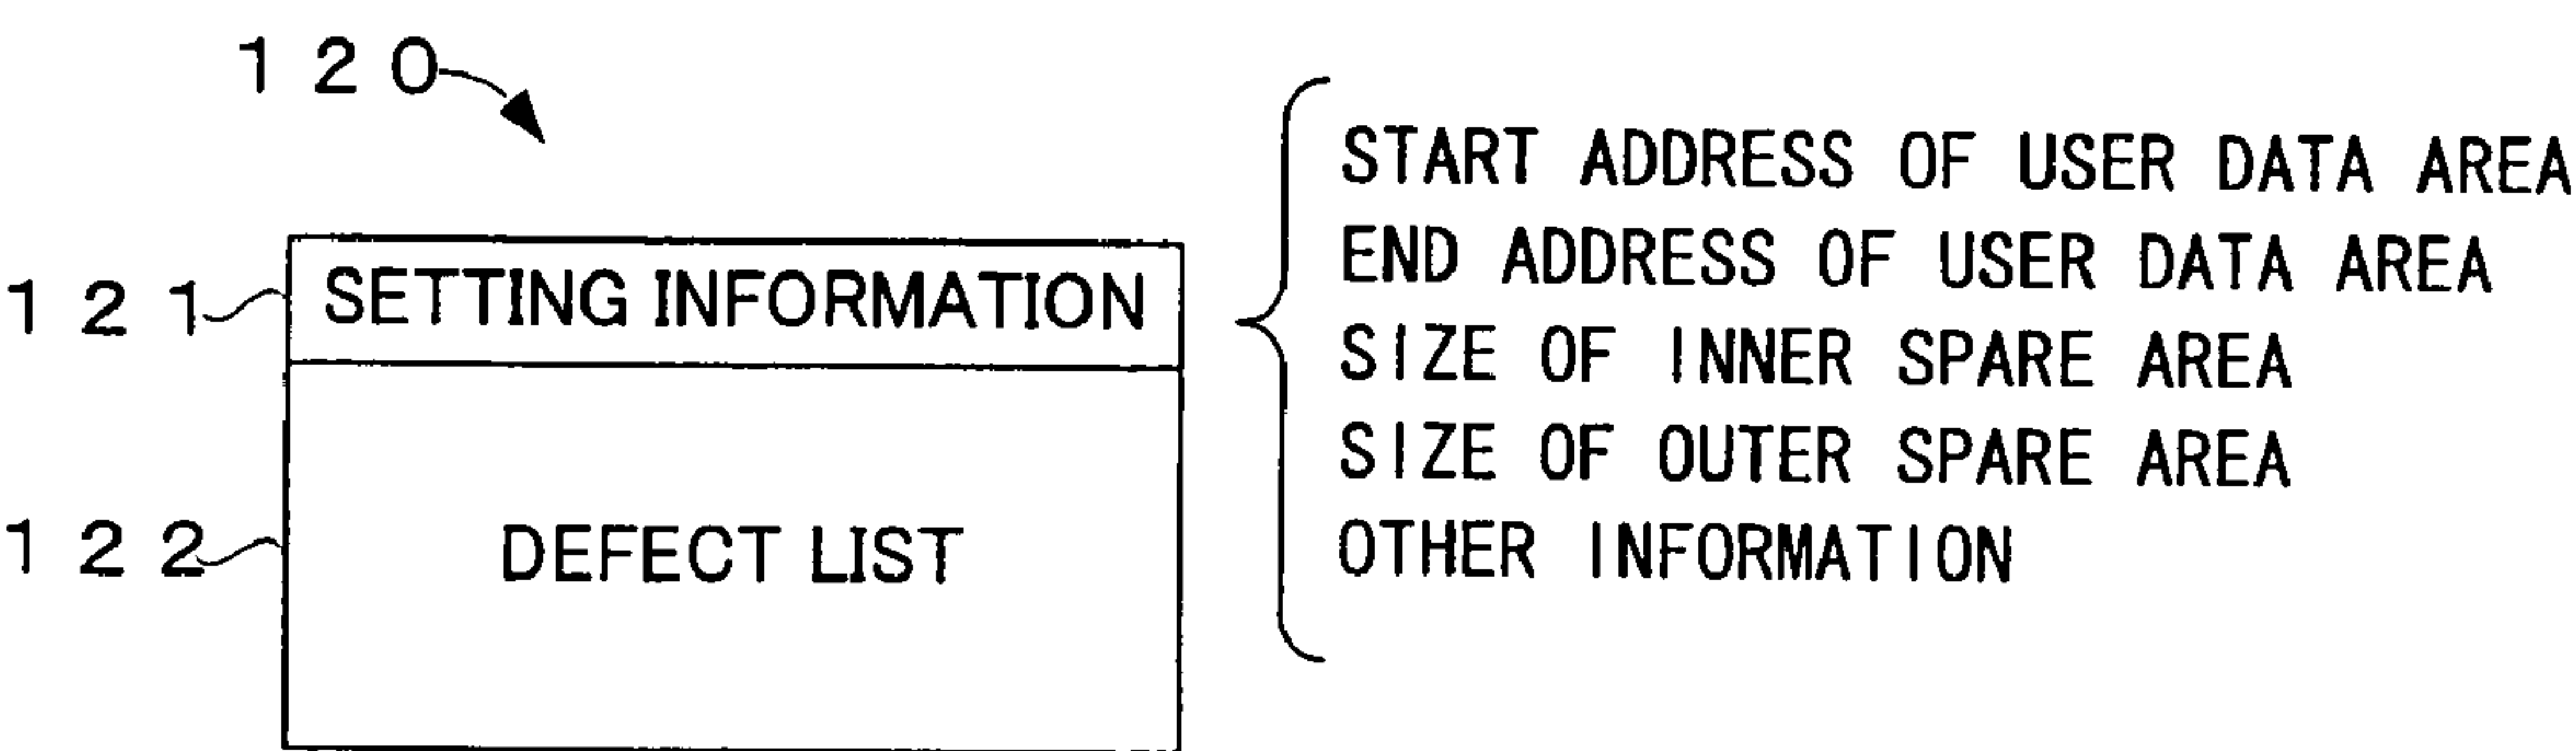 120
START ADDRESS OF USER DATA AREA
END ADDRESS OF USER DATA AREA
121 SETTING INFORMATION
SIZE OF INNER SPARE AREA
SIZE OF OUTER SPARE AREA
122 DEFECT LIST
OTHER INFORMATION